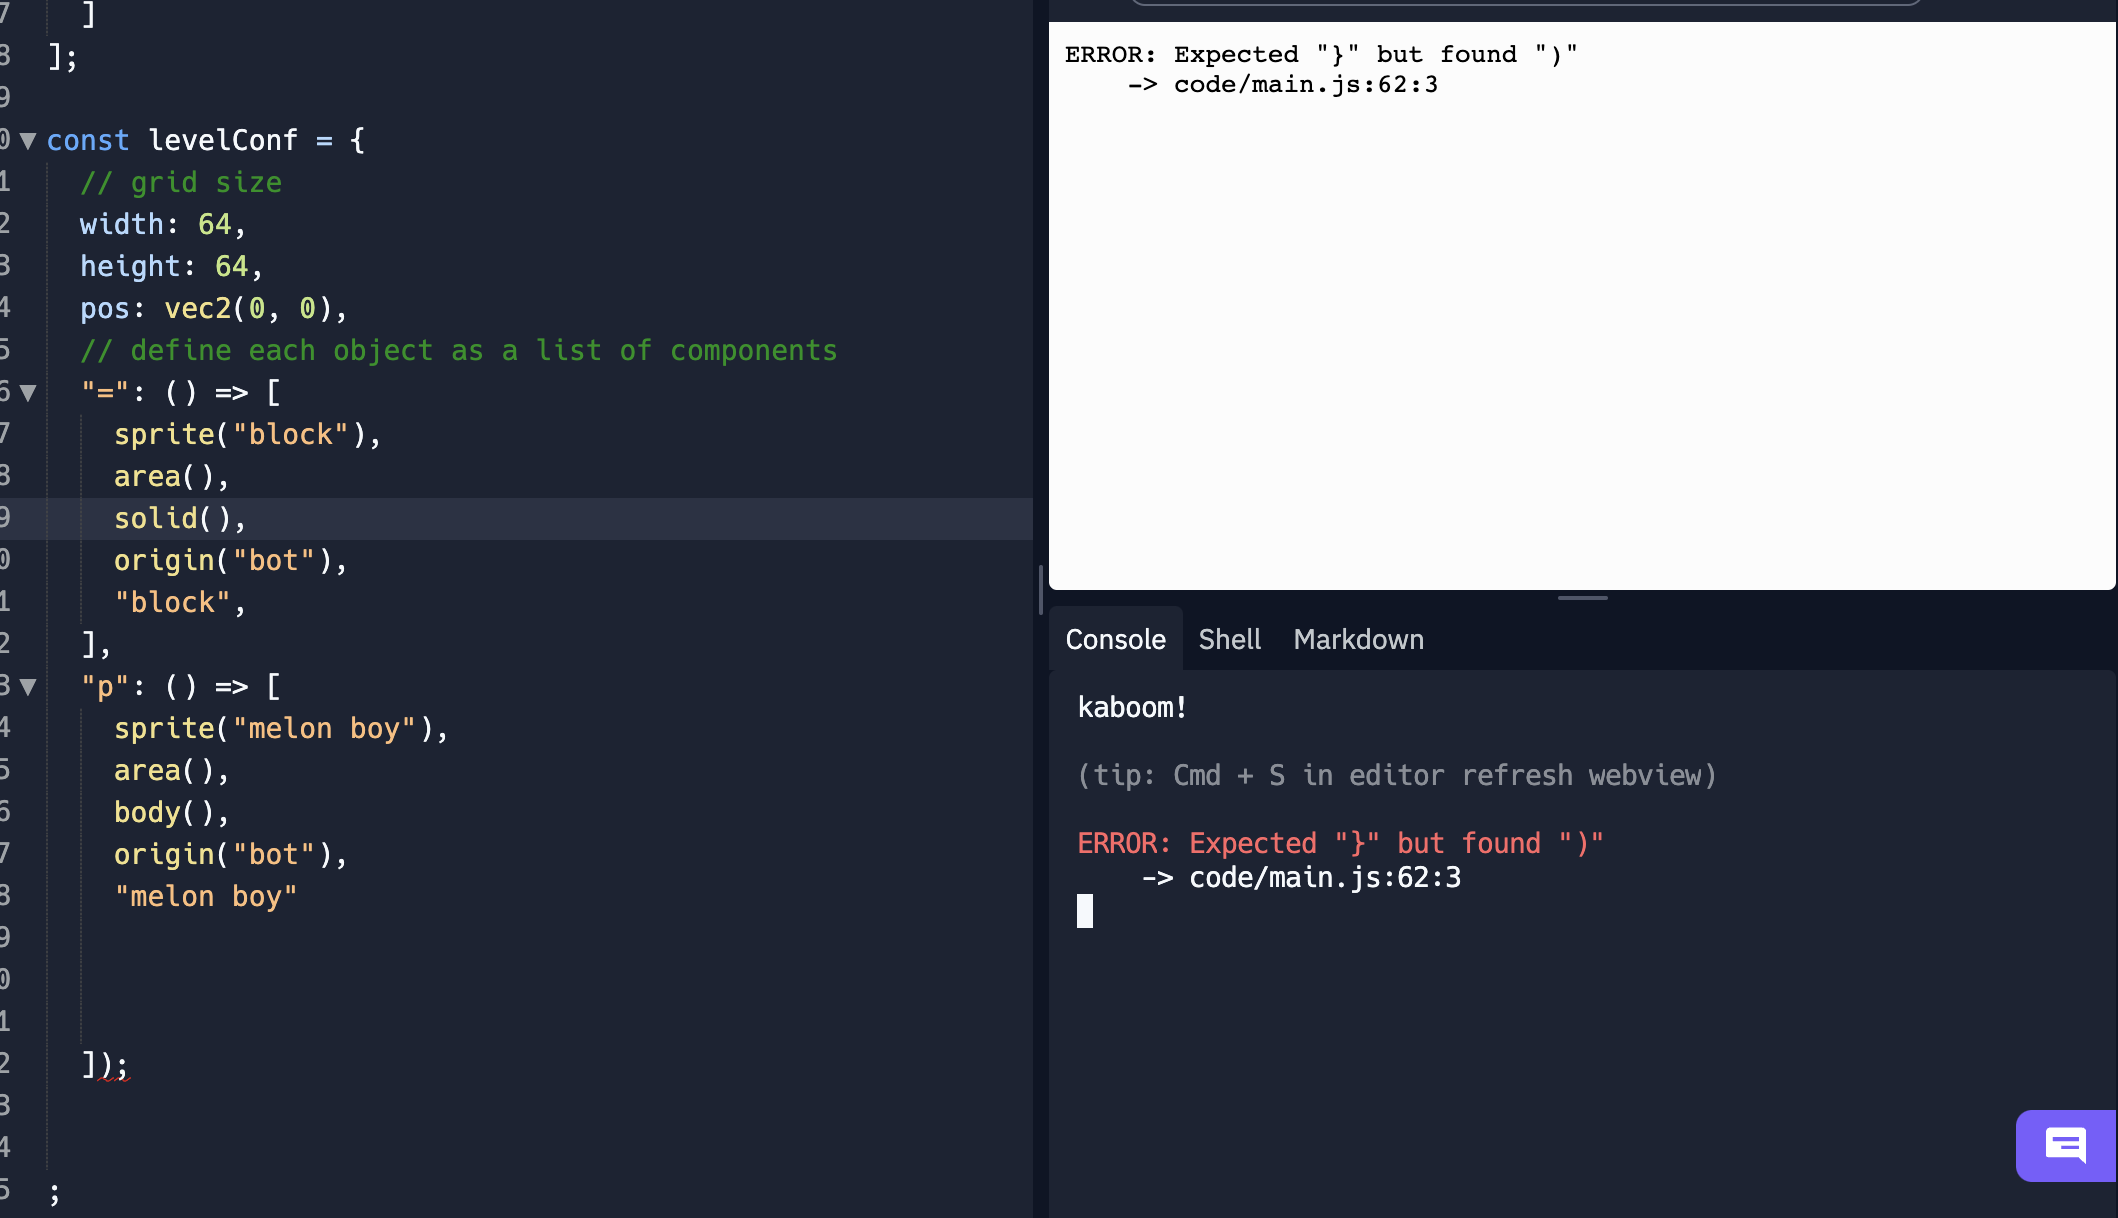 7 ]
8 ];
9
0 ▼ const levelConf = {
1 // grid size
2 width: 64,
3 height: 64,
4 pos: vec2(0, 0),
5 // define each object as a list of components
6 ▼ "=": () => [
7 sprite("block"),
8 area(),
9 solid(),
0 origin("bot"),
1 "block",
2 ],
3 ▼ "p": () => [
4 sprite("melon boy"),
5 area(),
6 body(),
7 origin("bot"),
8 "melon boy"
9
0
1
2 ]);
3
4
5 ;
ERROR: Expected "}" but found ")"
-> code/main.js:62:3
Console Shell Markdown
kaboom!
(tip: Cmd + S in editor refresh webview)
ERROR: Expected "}" but found ")"
-> code/main.js:62:3